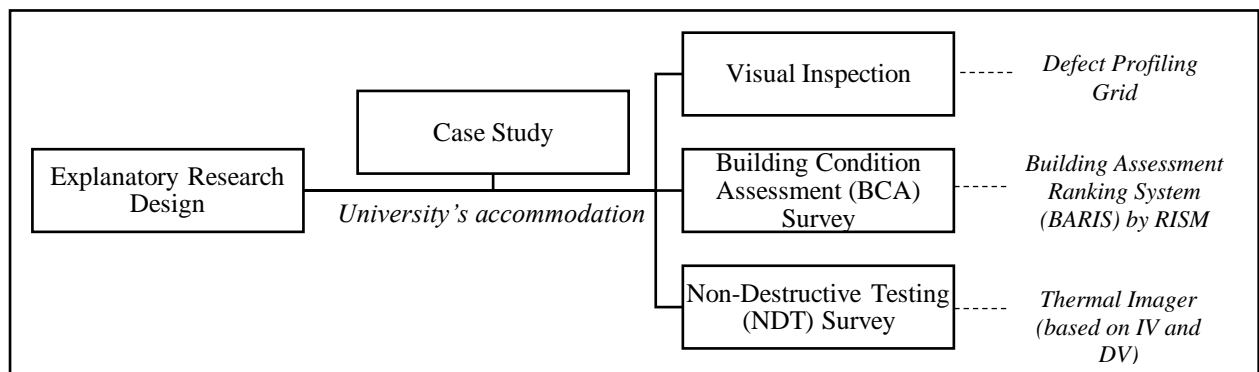 Explanatory Research
Design
Case Study
University's accommodation
Visual Inspection
Defect Profiling
Grid
Building Condition
Assessment (BCA)
Survey
Building Assessment
Ranking System
(BARIS) by RISM
Non-Destructive Testing
(NDT) Survey
Thermal Imager
(based on IV and
DV)